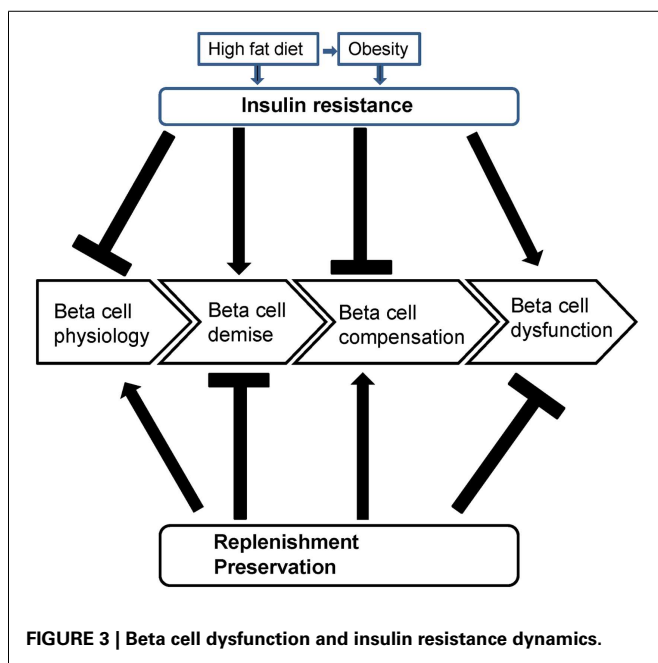 High fat diet
Obesity
Insulin resistance
Beta cell
physiology
Beta cell
demise
Beta cell
compensation
Beta cell
dysfunction
Replenishment
Preservation
FIGURE 3 | Beta cell dysfunction and insulin resistance dynamics.